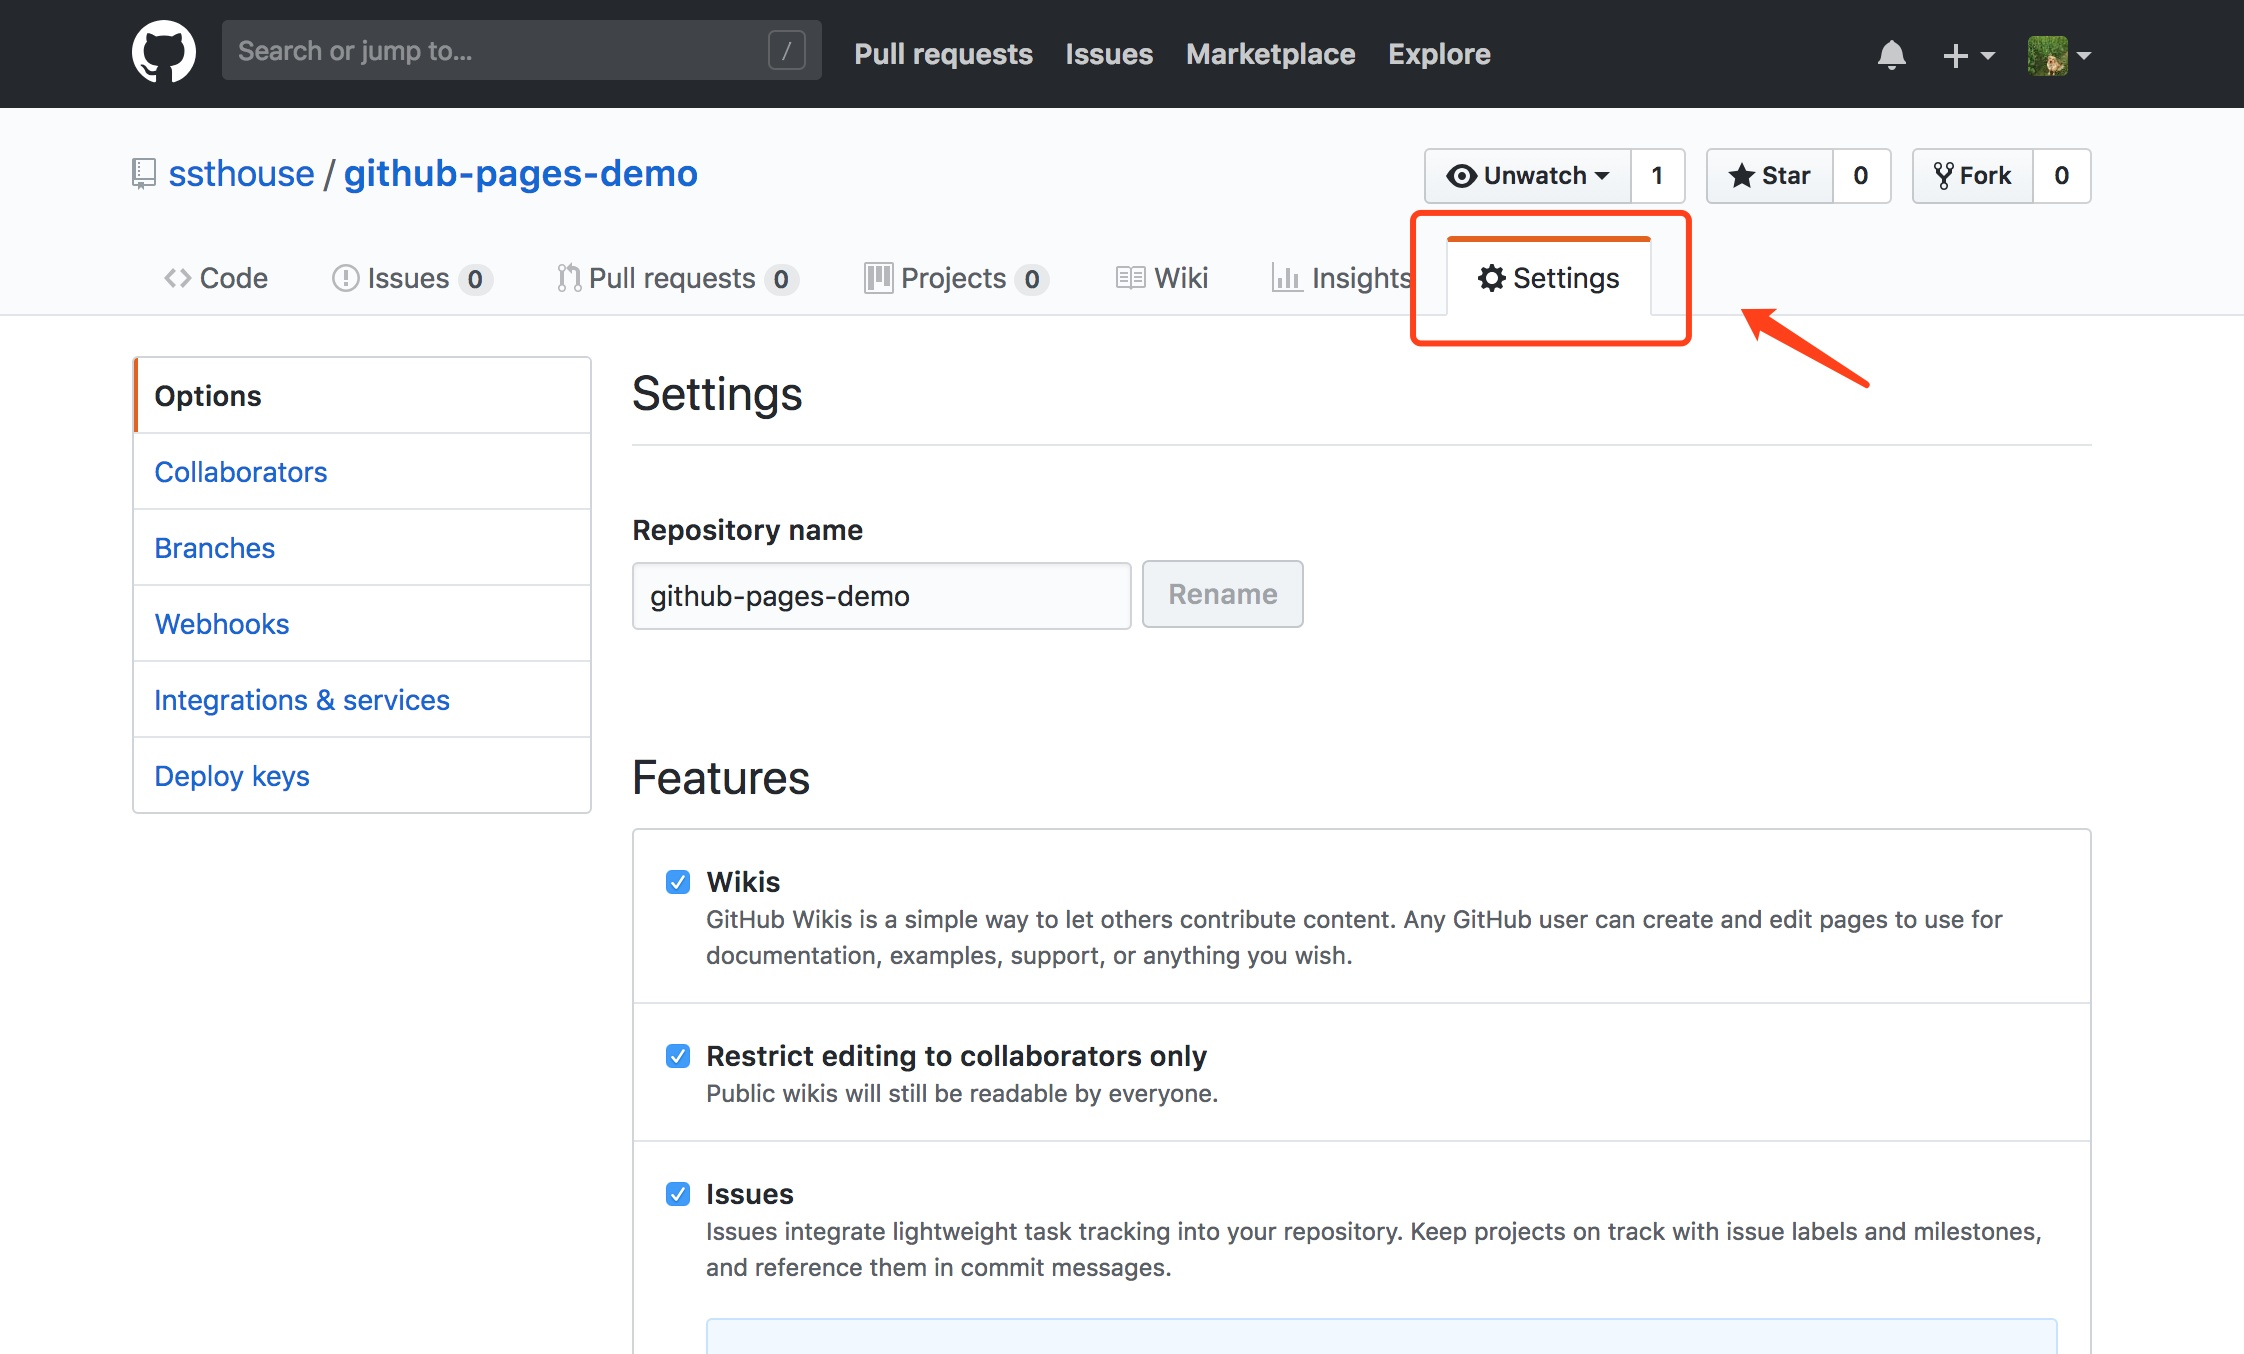 Search or jump to... /
Pull requests Issues Marketplace Explore
ssthouse / github-pages-demo
Unwatch 1 Star 0 Fork 0
Code Issues 0 Pull requests 0 Projects 0 Wiki Insights Settings
Options
Collaborators
Branches
Webhooks
Integrations & services
Deploy keys
Settings
Repository name
github-pages-demo Rename
Features
Wikis
GitHub Wikis is a simple way to let others contribute content. Any GitHub user can create and edit pages to use for
documentation, examples, support, or anything you wish.
Restrict editing to collaborators only
Public wikis will still be readable by everyone.
Issues
Issues integrate lightweight task tracking into your repository. Keep projects on track with issue labels and milestones,
and reference them in commit messages.